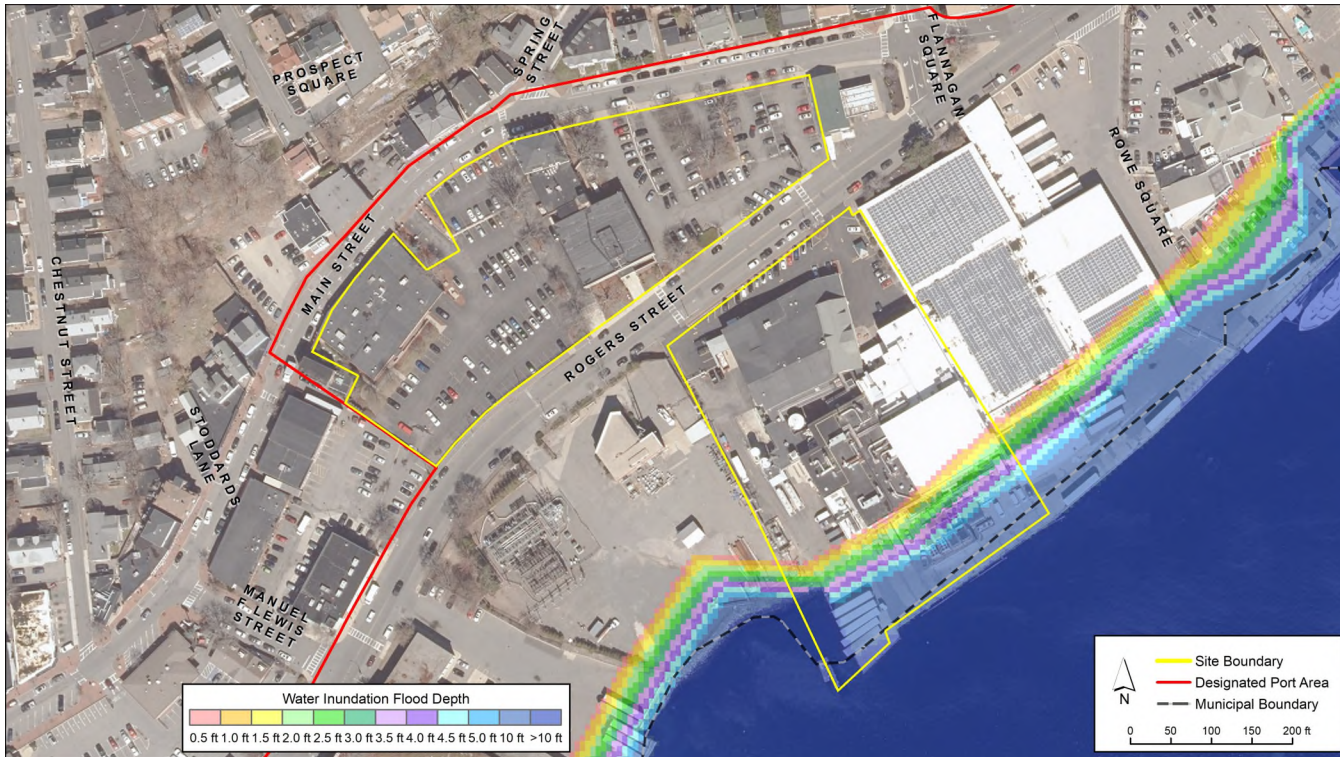 SPRING
STREET
FLANNAGAN
SQUARE
PROSPECT
SQUARE
ROWE SQUARE
MAIN STREET
CHESTNUT STREET
ROGERS STREET
STODDARDS
LANE
MANUEL
F LEWIS
STREET
Water Inundation Flood Depth
0.5 ft 1.0 ft 1.5 ft 2.0 ft 2.5 ft 3.0 ft 3.5 ft 4.0 ft 4.5 ft 5.0 ft 10 ft >10 ft
Site Boundary
Designated Port Area
Municipal Boundary
N
0 50 100 150 200 ft